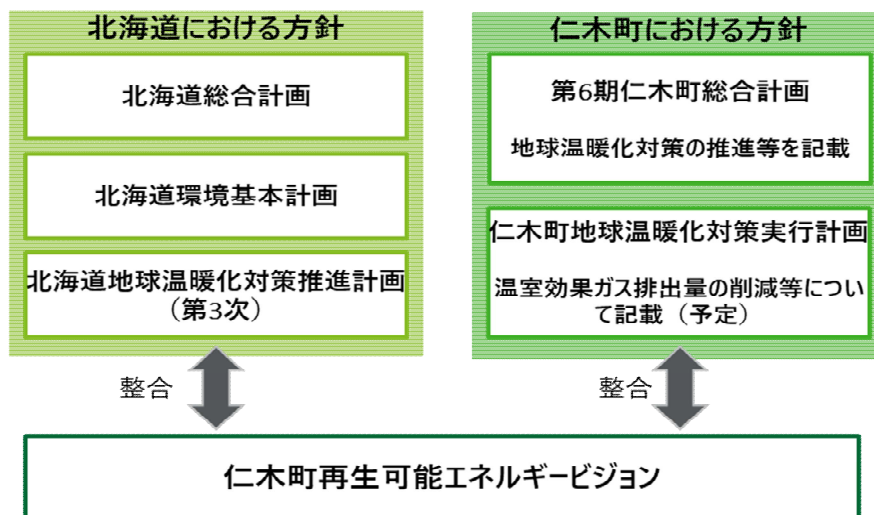 北海道における方針
北海道総合計画
北海道環境基本計画
北海道地球温暖化対策推進計画
（第3次）
整合
仁木町における方針
第6期仁木町総合計画
地球温暖化対策の推進等を記載
仁木町地球温暖化対策実行計画
温室効果ガス排出量の削減等につい
て記載（予定）
整合
仁木町再生可能エネルギービジョン